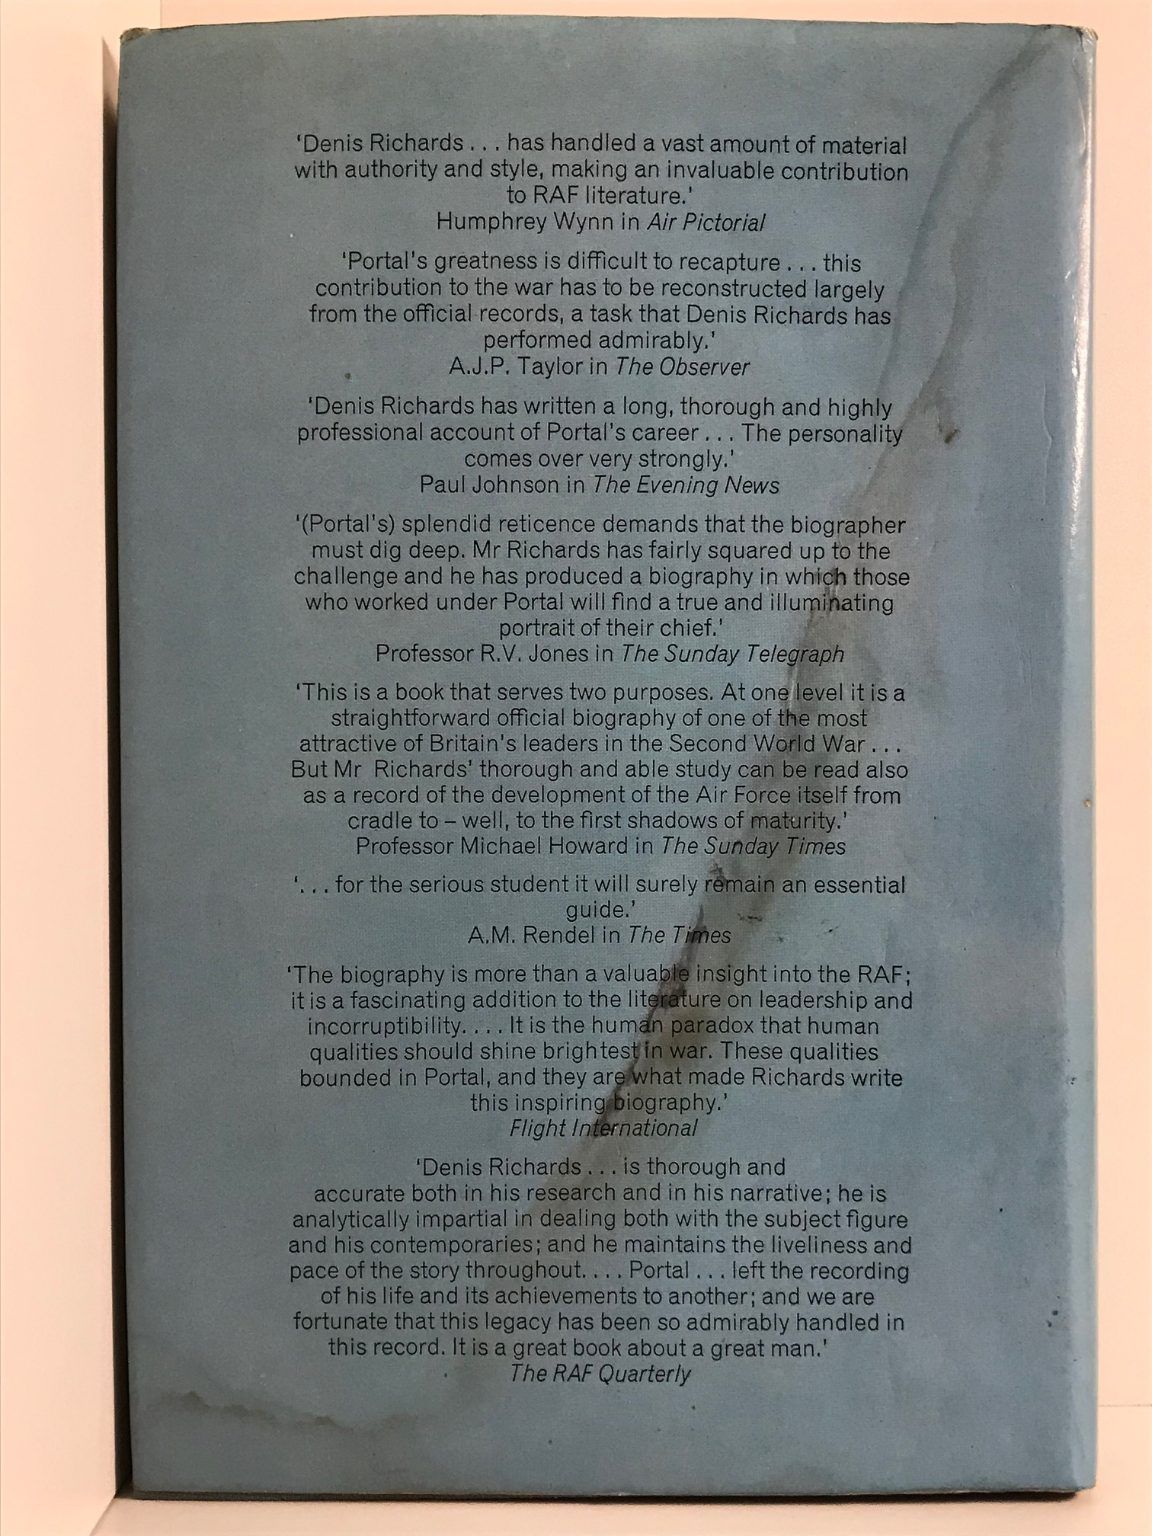 ‘Denis Richards . . . has handled a vast amount of material
with authority and style, making an invaluable contribution
to RAF literature.’
Humphrey Wynn in Air Pictorial
‘Portal's greatness is difficult to recapture . . . this
contribution to the war has to be reconstructed largely
from the official records, a task that Denis Richards has
performed admirably.’
A.J.P. Taylor in The Observer
‘Denis Richards has written a long, thorough and highly
professional account of Portal's career . . . The personality
comes over very strongly.’
Paul Johnson in The Evening News
‘(Portal's) splendid reticence demands that the biographer
must dig deep. Mr Richards has fairly squared up to the
challenge and he has produced a biography in which those
who worked under Portal will find a true and illuminating
portrait of their chief.’
Professor R.V. Jones in The Sunday Telegraph
‘This is a book that serves two purposes. At one level it is a
straightforward official biography of one of the most
attractive of Britain's leaders in the Second World War . . .
But Mr Richards’ thorough and able study can be read also
as a record of the development of the Air Force itself from
cradle to – well, to the first shadows of maturity.’
Professor Michael Howard in The Sunday Times
‘. . . for the serious student it will surely remain an essential
guide.’
A.M. Rendel in The Times
‘The biography is more than a valuable insight into the RAF;
it is a fascinating addition to the literature on leadership and
incorruptibility. . . . It is the human paradox that human
qualities should shine brightest in war. These qualities
bounded in Portal, and they are what made Richards write
this inspiring biography.’
Flight International
‘Denis Richards . . . is thorough and
accurate both in his research and in his narrative; he is
analytically impartial in dealing both with the subject figure
and his contemporaries; and he maintains the liveliness and
pace of the story throughout. . . . Portal . . . left the recording
of his life and its achievements to another; and we are
fortunate that this legacy has been so admirably handled in
this record. It is a great book about a great man.’
The RAF Quarterly